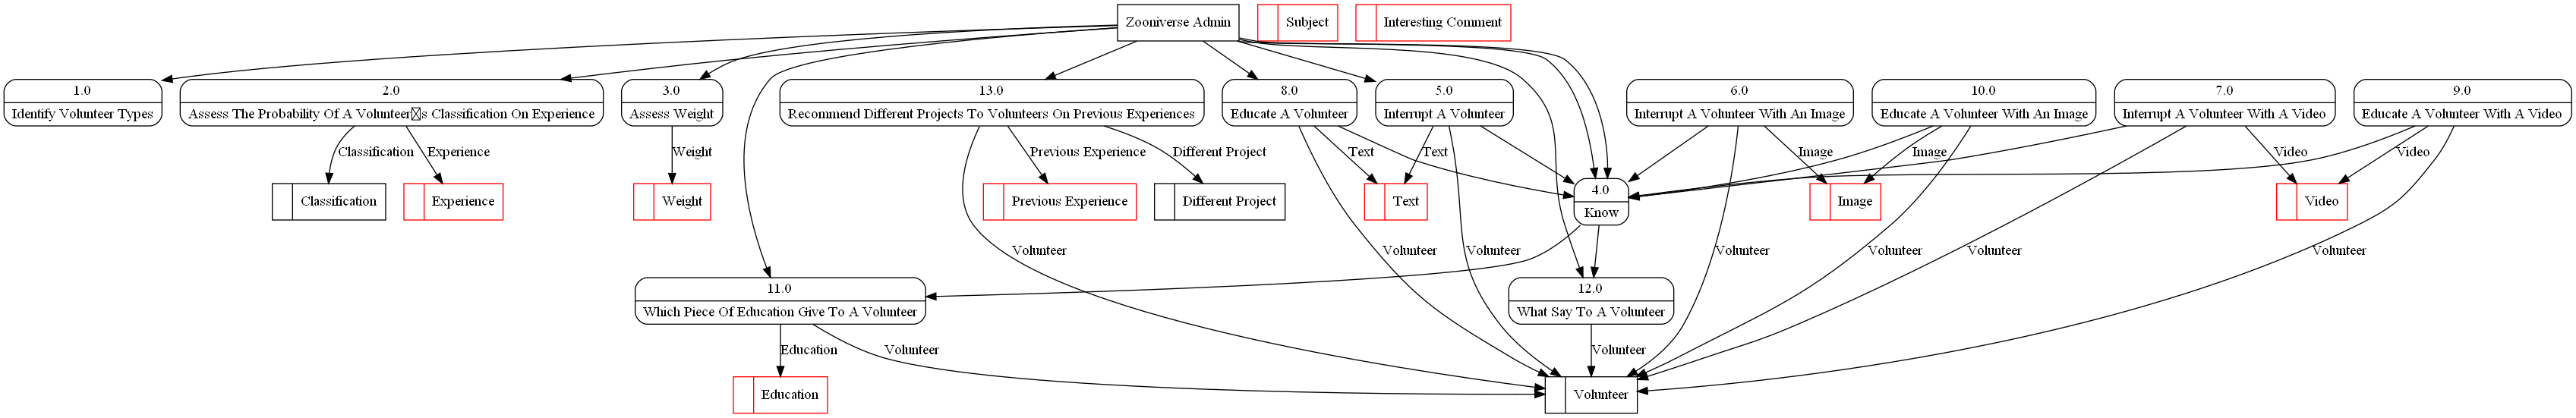 Zooniverse Admin
Subject
Interesting Comment
1.0
Identify Volunteer Types
2.0
Assess The Probability Of A Volunteer□s Classification On Experience
3.0
Assess Weight
13.0
Recommend Different Projects To Volunteers On Previous Experiences
8.0
Educate A Volunteer
5.0
Interrupt A Volunteer
6.0
Interrupt A Volunteer With An Image
10.0
Educate A Volunteer With An Image
7.0
Interrupt A Volunteer With A Video
9.0
Educate A Volunteer With A Video
Classification
Experience
Weight
Previous Experience
Different Project
Text
Text
Image
Image
Video
Video
Classification
Experience
Weight
Previous Experience
Different Project
Text
4.0
Know
Image
Video
Volunteer
Volunteer
Volunteer
Volunteer
Volunteer
Volunteer
Volunteer
11.0
Which Piece Of Education Give To A Volunteer
12.0
What Say To A Volunteer
Education
Volunteer
Volunteer
Education
Volunteer